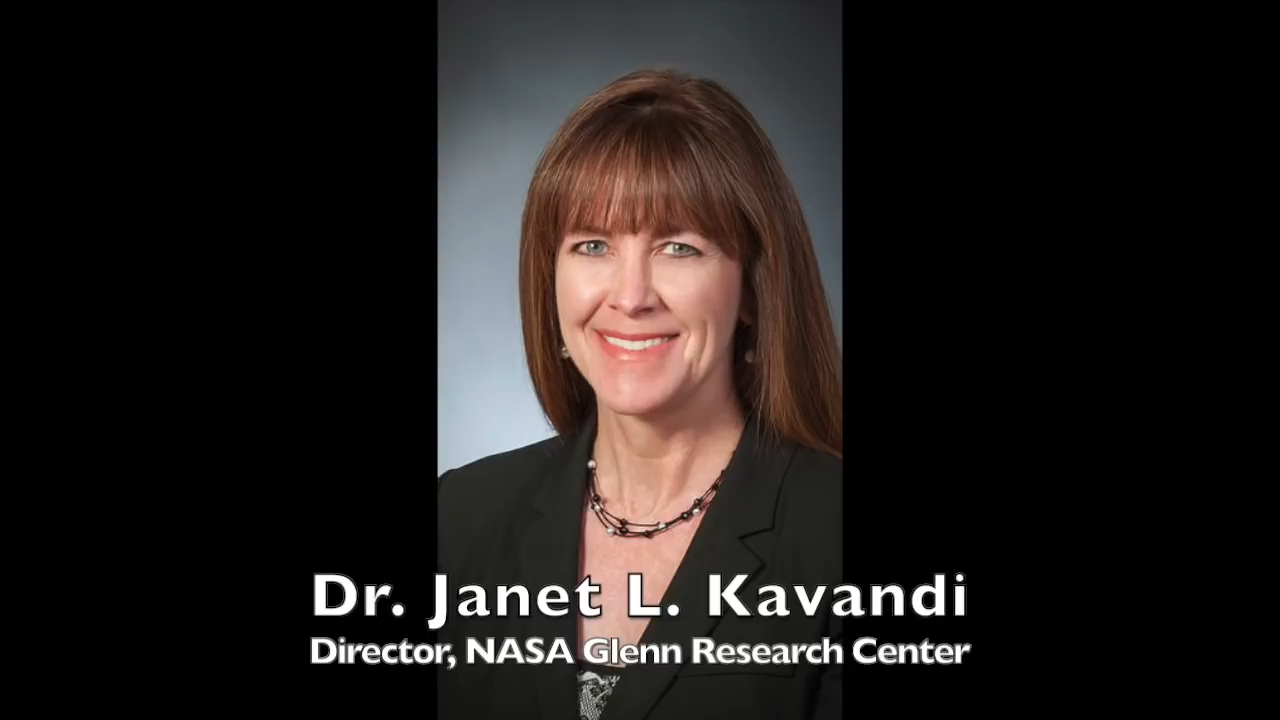 Dr. Janet L. Kavandi
Director, NASA Glenn Research Center